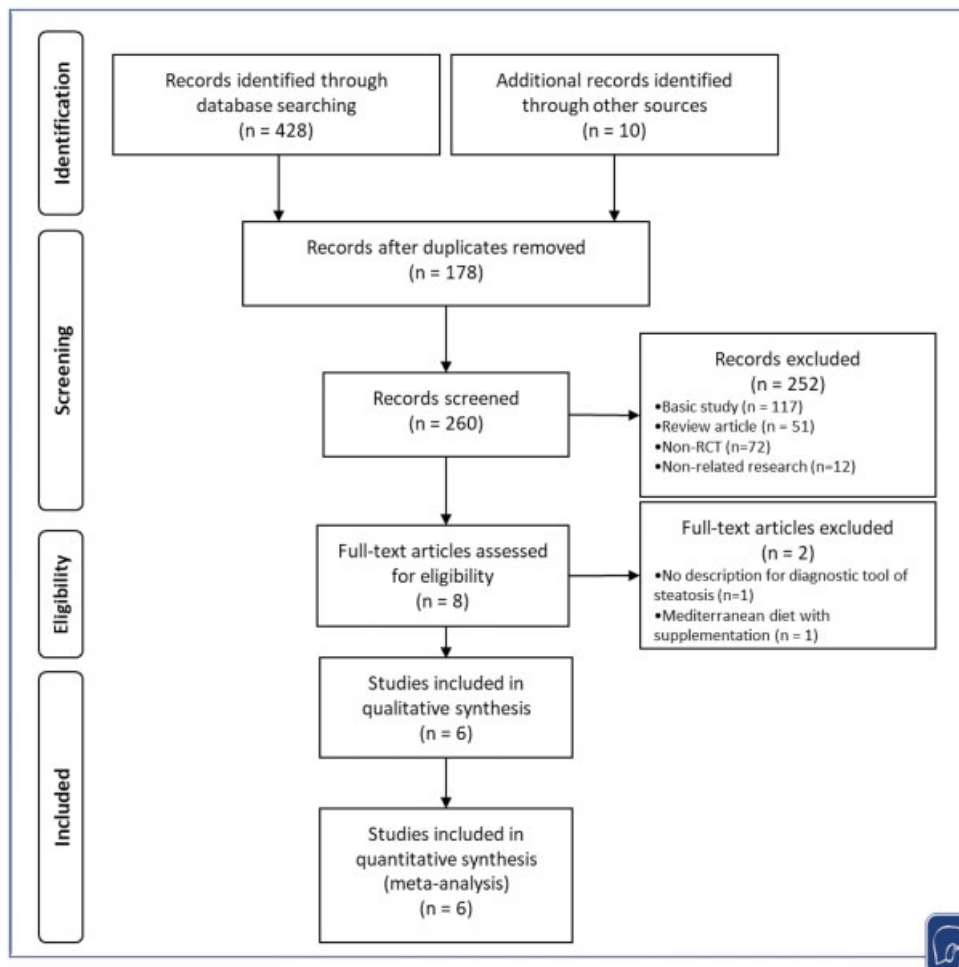 Identification
Records identified through
database searching
(n = 428)
Additional records identified
through other sources
(n = 10)
Screening
Records after duplicates removed
(n = 178)
Records screened
(n = 260)
Records excluded
(n = 252)
•Basic study (n = 117)
•Review article (n = 51)
•Non-RCT (n=72)
•Non-related research (n=12)
Eligibility
Full-text articles assessed
for eligibility
(n = 8)
Full-text articles excluded
(n = 2)
•No description for diagnostic tool of
steatosis (n=1)
•Mediterranean diet with
supplementation (n = 1)
Included
Studies included in
qualitative synthesis
(n = 6)
Studies included in
quantitative synthesis
(meta-analysis)
(n = 6)